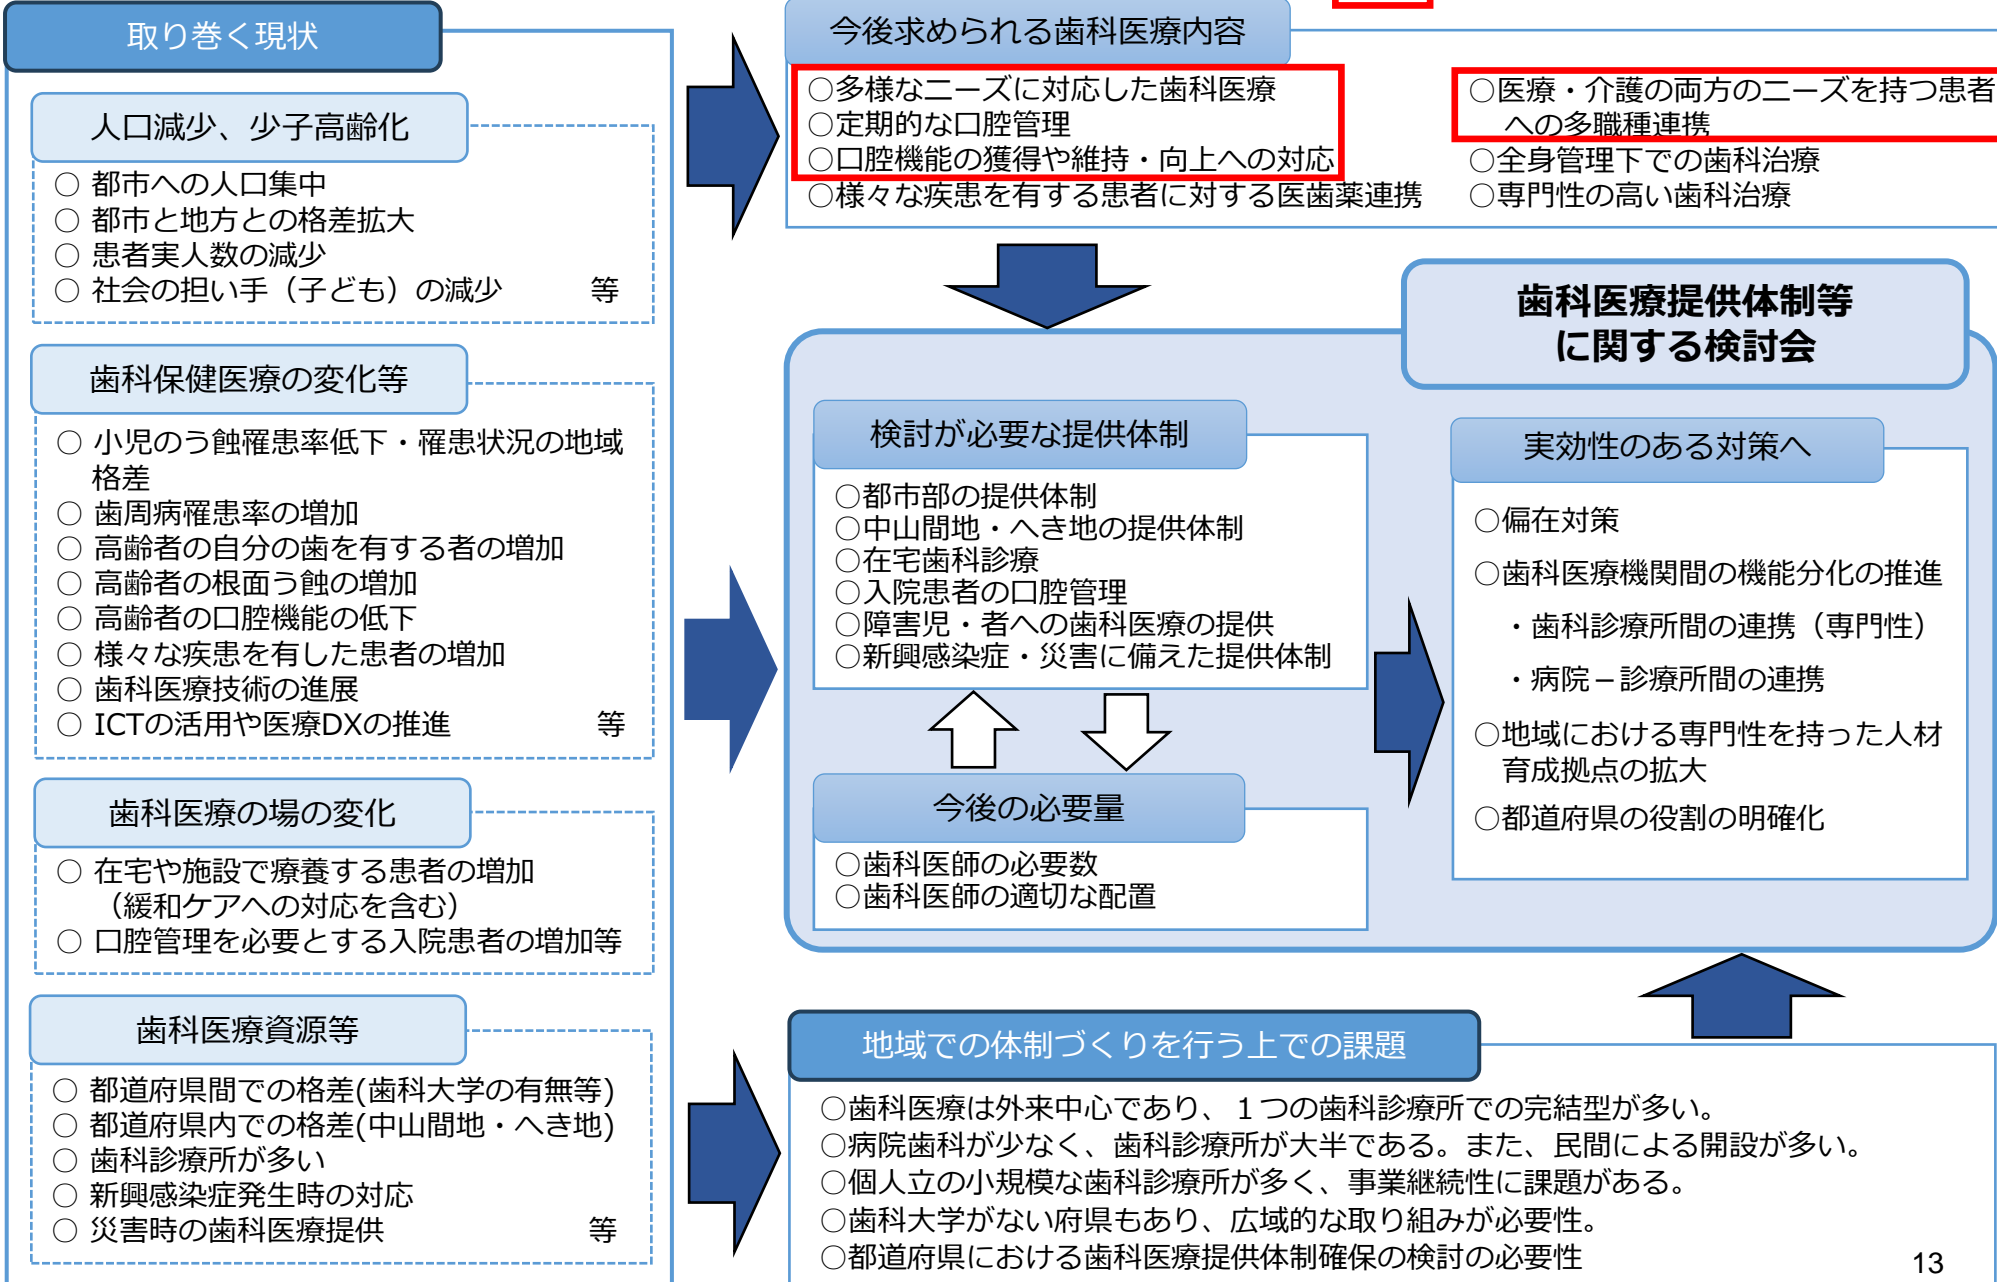 取り巻く現状
人口減少、少子高齢化
○ 都市への人口集中
○ 都市と地方との格差拡大
○ 患者実人数の減少
○ 社会の担い手（子ども）の減少 等
歯科保健医療の変化等
○ 小児のう蝕罹患率低下・罹患状況の地域
格差
○ 歯周病罹患率の増加
○ 高齢者の自分の歯を有する者の増加
○ 高齢者の根面う蝕の増加
○ 高齢者の口腔機能の低下
○ 様々な疾患を有した患者の増加
○ 歯科医療技術の進展
○ ICTの活用や医療DXの推進 等
歯科医療の場の変化
○ 在宅や施設で療養する患者の増加
（緩和ケアへの対応を含む）
○ 口腔管理を必要とする入院患者の増加等
歯科医療資源等
○ 都道府県間での格差(歯科大学の有無等)
○ 都道府県内での格差(中山間地・へき地)
○ 歯科診療所が多い
○ 新興感染症発生時の対応
○ 災害時の歯科医療提供 等
今後求められる歯科医療内容
○多様なニーズに対応した歯科医療
○定期的な口腔管理
○口腔機能の獲得や維持・向上への対応
○様々な疾患を有する患者に対する医歯薬連携
○医療・介護の両方のニーズを持つ患者
への多職種連携
○全身管理下での歯科治療
○専門性の高い歯科治療
歯科医療提供体制等
に関する検討会
検討が必要な提供体制
○都市部の提供体制
○中山間地・へき地の提供体制
○在宅歯科診療
○入院患者の口腔管理
○障害児・者への歯科医療の提供
○新興感染症・災害に備えた提供体制
今後の必要量
○歯科医師の必要数
○歯科医師の適切な配置
実効性のある対策へ
○偏在対策
○歯科医療機関間の機能分化の推進
・歯科診療所間の連携（専門性）
・病院－診療所間の連携
○地域における専門性を持った人材
育成拠点の拡大
○都道府県の役割の明確化
地域での体制づくりを行う上での課題
○歯科医療は外来中心であり、１つの歯科診療所での完結型が多い。
○病院歯科が少なく、歯科診療所が大半である。また、民間による開設が多い。
○個人立の小規模な歯科診療所が多く、事業継続性に課題がある。
○歯科大学がない府県もあり、広域的な取り組みが必要性。
○都道府県における歯科医療提供体制確保の検討の必要性
13